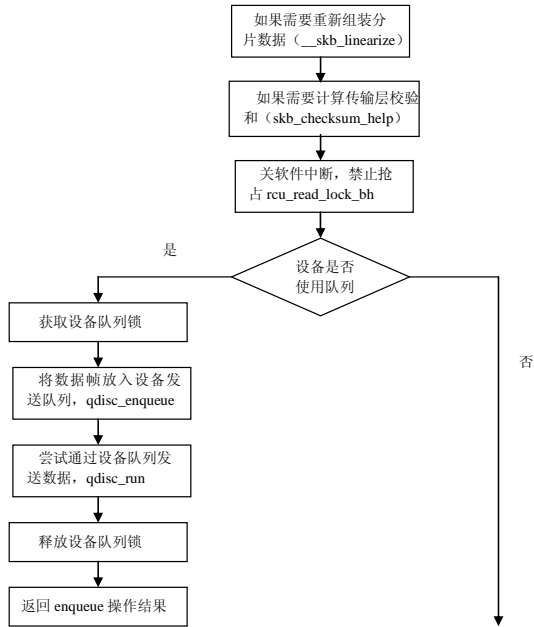 如果需要重新组装分
片数据（__skb_linearize）
如果需要计算传输层校验
和（skb_checksum_help）
关软件中断，禁止抢
占 rcu_read_lock_bh
是
设备是否
使用队列
获取设备队列锁
否
将数据帧放入设备发
送队列，qdisc_enqueue
尝试通过设备队列发
送数据，qdisc_run
释放设备队列锁
返回 enqueue 操作结果